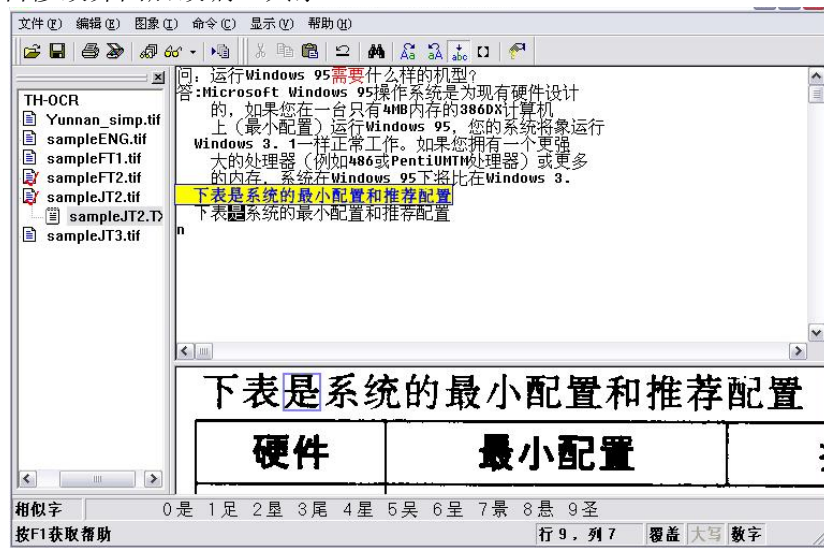 文件(F) 编辑(E) 图象(I) 命令(C) 显示(V) 帮助(H)
TH-OCR
Yunnan_simp.tif
sampleENG.tif
sampleFT1.tif
sampleFT2.tif
sampleJT2.tif
sampleJT2.TX
sampleJT3.tif
问：运行Windows 95需要什么样的机型？
答:Microsoft Windows 95操作系统是为现有硬件设计
的，如果您在一台只有4MB内存的386DX计算机
上（最小配置）运行Windows 95，您的系统将象运行
Windows 3. 1一样正常工作。如果您拥有一个更强
大的处理器（例如486或PentiUMTM处理器）或更多
的内存，系统在Windows 95下将比在Windows 3.
下表是系统的最小配置和推荐配置
下表是系统的最小配置和推荐配置
n
下表是系统的最小配置和推荐配置
硬件 最小配置
相似字 0是 1足 2垦 3尾 4星 5吴 6呈 7景 8悬 9圣
按F1获取帮助 行 9，列 7 覆盖 大写 数字